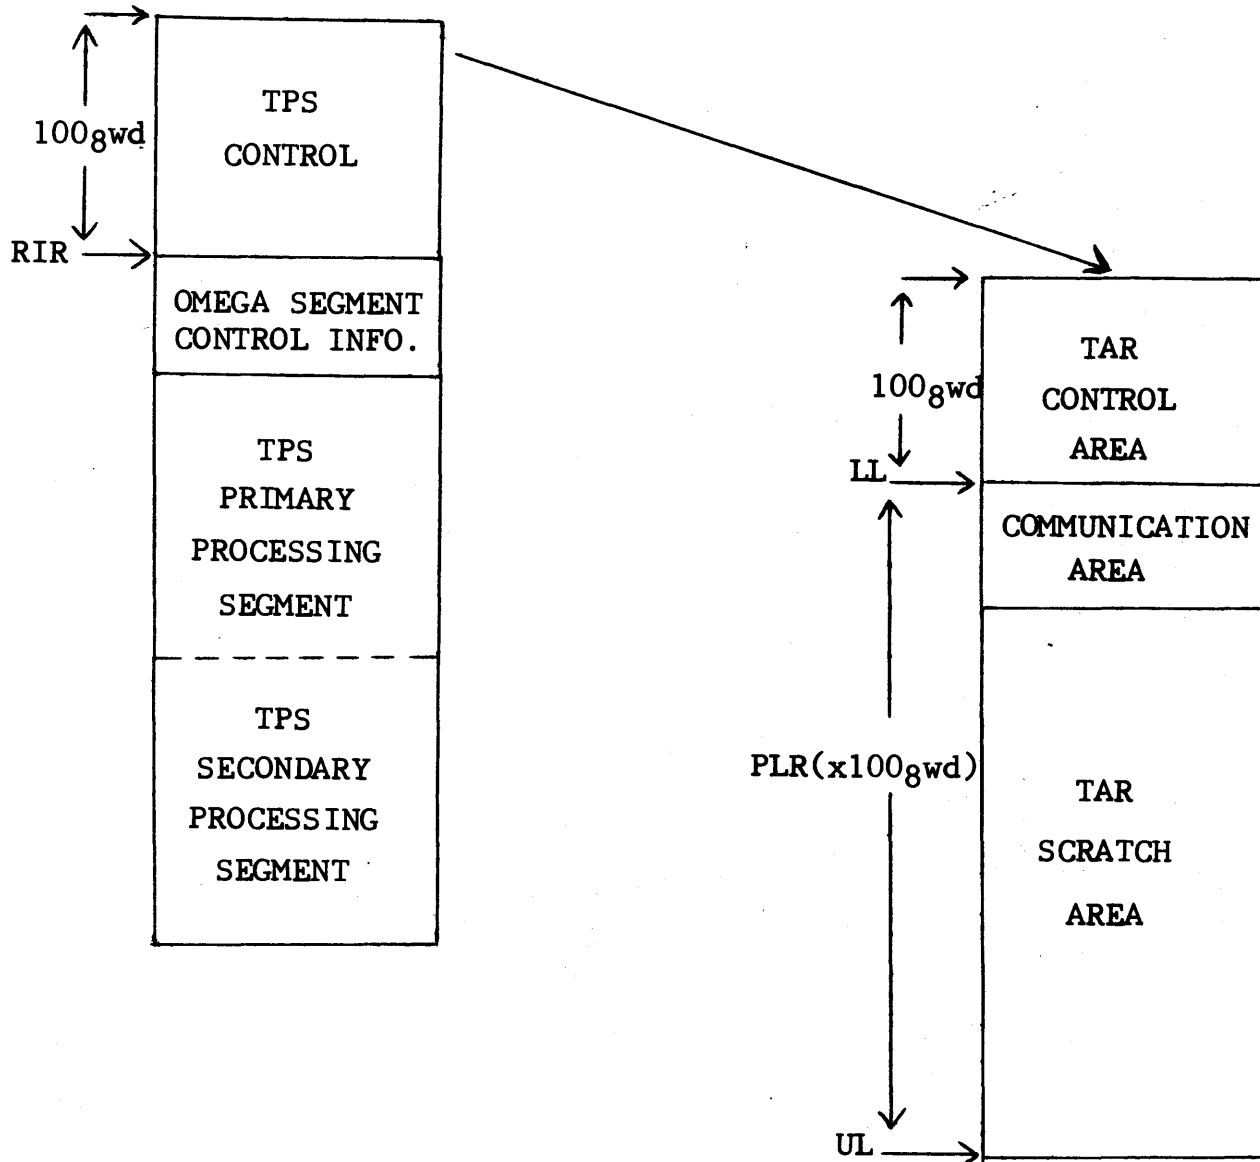 TPS
CONTROL
100₈wd
RIR
OMEGA SEGMENT
CONTROL INFO.
TPS
PRIMARY
PROCESSING
SEGMENT
TPS
SECONDARY
PROCESSING
SEGMENT
TAR
CONTROL
AREA
100₈wd
LL
COMMUNICATION
AREA
PLR(x100₈wd)
TAR
SCRATCH
AREA
UL